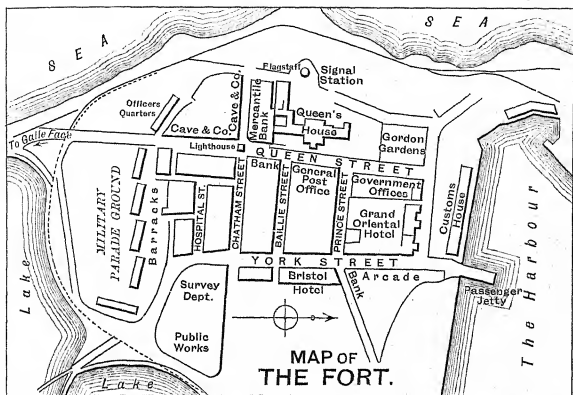 SEA
SEA
Flagstaff
Signal
Station
Officers
Quarters
Cave & Co.
Cave & Co.
Mercantile
Bank
Queen's
House
Gordon
Gardens
To Galle Face
Lighthouse
QUEEN STREET
Bank
General
Post
Office
Government
Offices
Customs
House
MILITARY
PARADE GROUND
Barracks
HOSPITAL ST.
CHATHAM STREET
BAILLIE STREET
PRINCE STREET
Grand
Oriental
Hotel
The Harbour
YORK STREET
Lake
Survey
Dept.
Bristol
Hotel
Bank
Arcade
Passenger
Jetty
Public
Works
Lake
MAP OF
THE FORT.